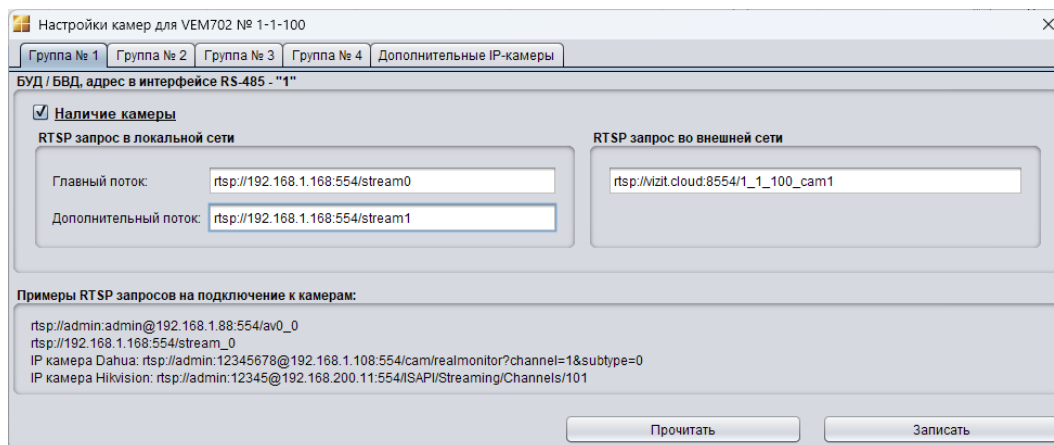 Настройки камер для VEM702 № 1-1-100
Группа № 1 Группа № 2 Группа № 3 Группа № 4 Дополнительные IP-камеры
БУД / БВД, адрес в интерфейсе RS-485 - "1"
Наличие камеры
RTSP запрос в локальной сети RTSP запрос во внешней сети
Главный поток: rtsp://192.168.1.168:554/stream0 rtsp://vizit.cloud:8554/1_1_100_cam1
Дополнительный поток: rtsp://192.168.1.168:554/stream1
Примеры RTSP запросов на подключение к камерам:
rtsp://admin:admin@192.168.1.88:554/av0_0
rtsp://192.168.1.168:554/stream_0
IP камера Dahua: rtsp://admin:12345678@192.168.1.108:554/cam/realmonitor?channel=1&subtype=0
IP камера Hikvision: rtsp://admin:12345@192.168.200.11:554/ISAPI/Streaming/Channels/101
Прочитать Записать